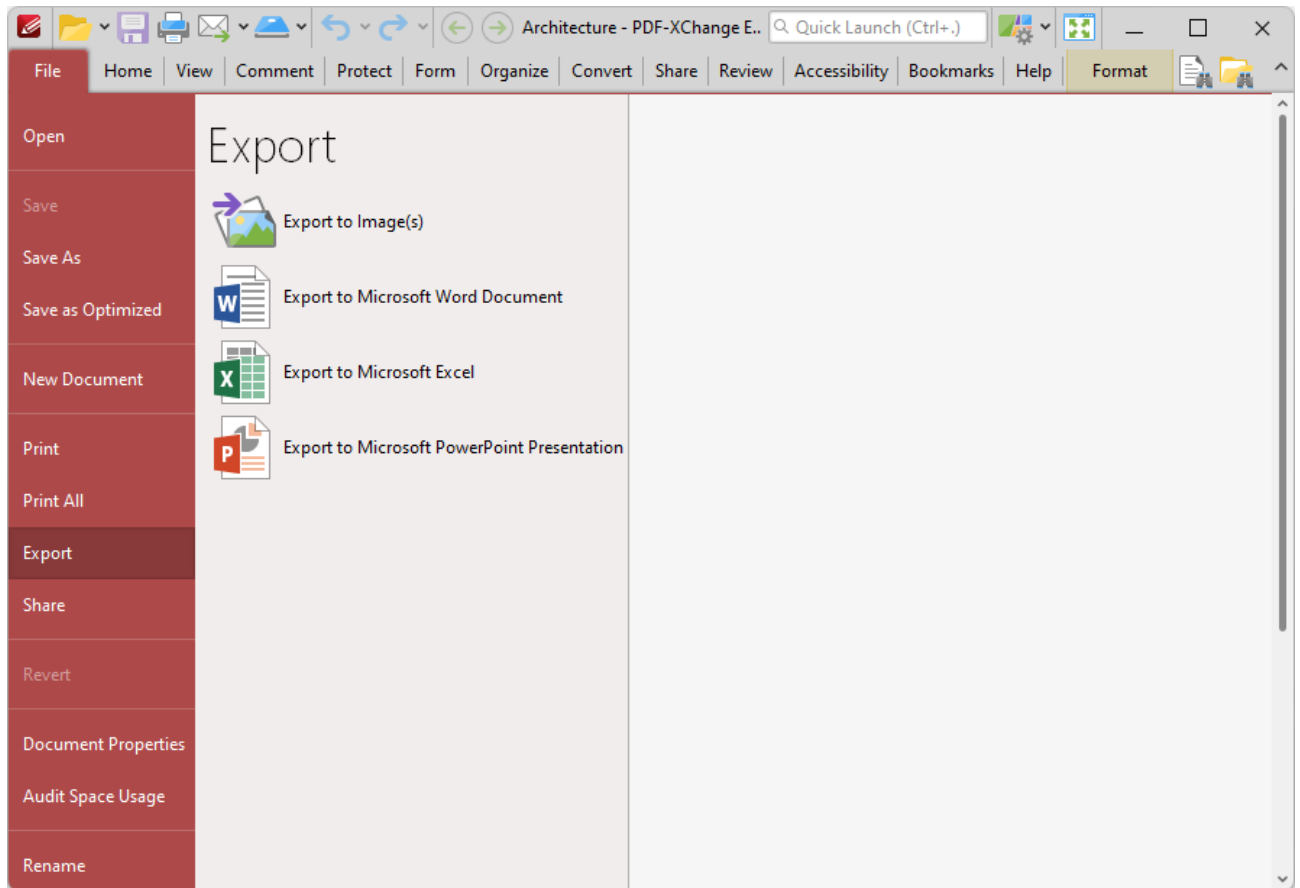 Architecture - PDF-XChange E..
Quick Launch (Ctrl+.)
File Home View Comment Protect Form Organize Convert Share Review Accessibility Bookmarks Help Format
Open
Save
Save As
Save as Optimized
New Document
Print
Print All
Export
Share
Revert
Document Properties
Audit Space Usage
Rename
Export
Export to Image(s)
W
Export to Microsoft Word Document
X
Export to Microsoft Excel
P
Export to Microsoft PowerPoint Presentation